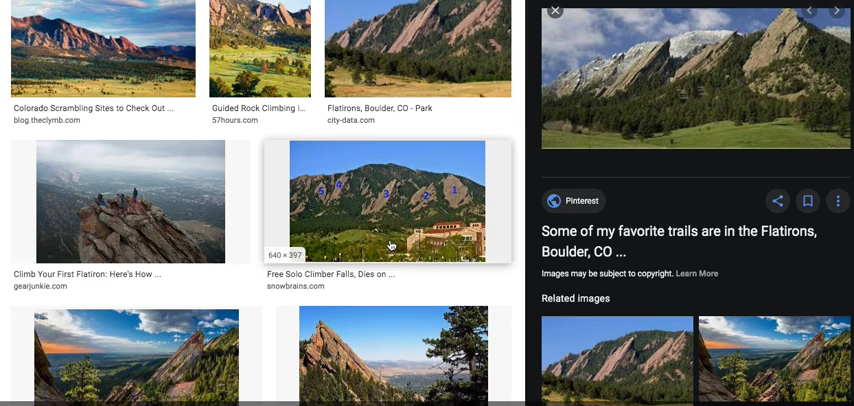 Colorado Scrambling Sites to Check Out ...
blog.theclymb.com
Guided Rock Climbing i...
57hours.com
Flatirons, Boulder, CO - Park
city-data.com
5 4 3 2 1
640 × 397
Climb Your First Flatiron: Here's How ...
gearjunkie.com
Free Solo Climber Falls, Dies on ...
snowbrains.com
Pinterest
Some of my favorite trails are in the Flatirons,
Boulder, CO ...
Images may be subject to copyright. Learn More
Related images